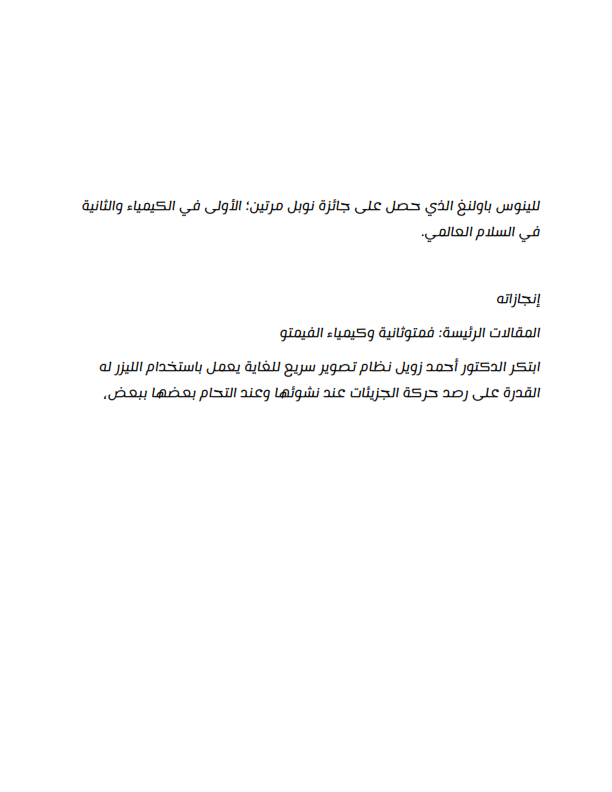 للينوس باولنغ الذي حصل على جائزة نوبل مرتين؛ الأولى في الكيمياء والثانية
في السلام العالمي.
إنجازاته
المقالات الرئيسة: فمتوثانية وكيمياء الفيمتو
ابتكر الدكتور أحمد زويل نظام تصوير سريع للغاية يعمل باستخدام الليزر له
القدرة على رصد حركة الجزيئات عند نشوئها وعند التحام بعضها ببعض،